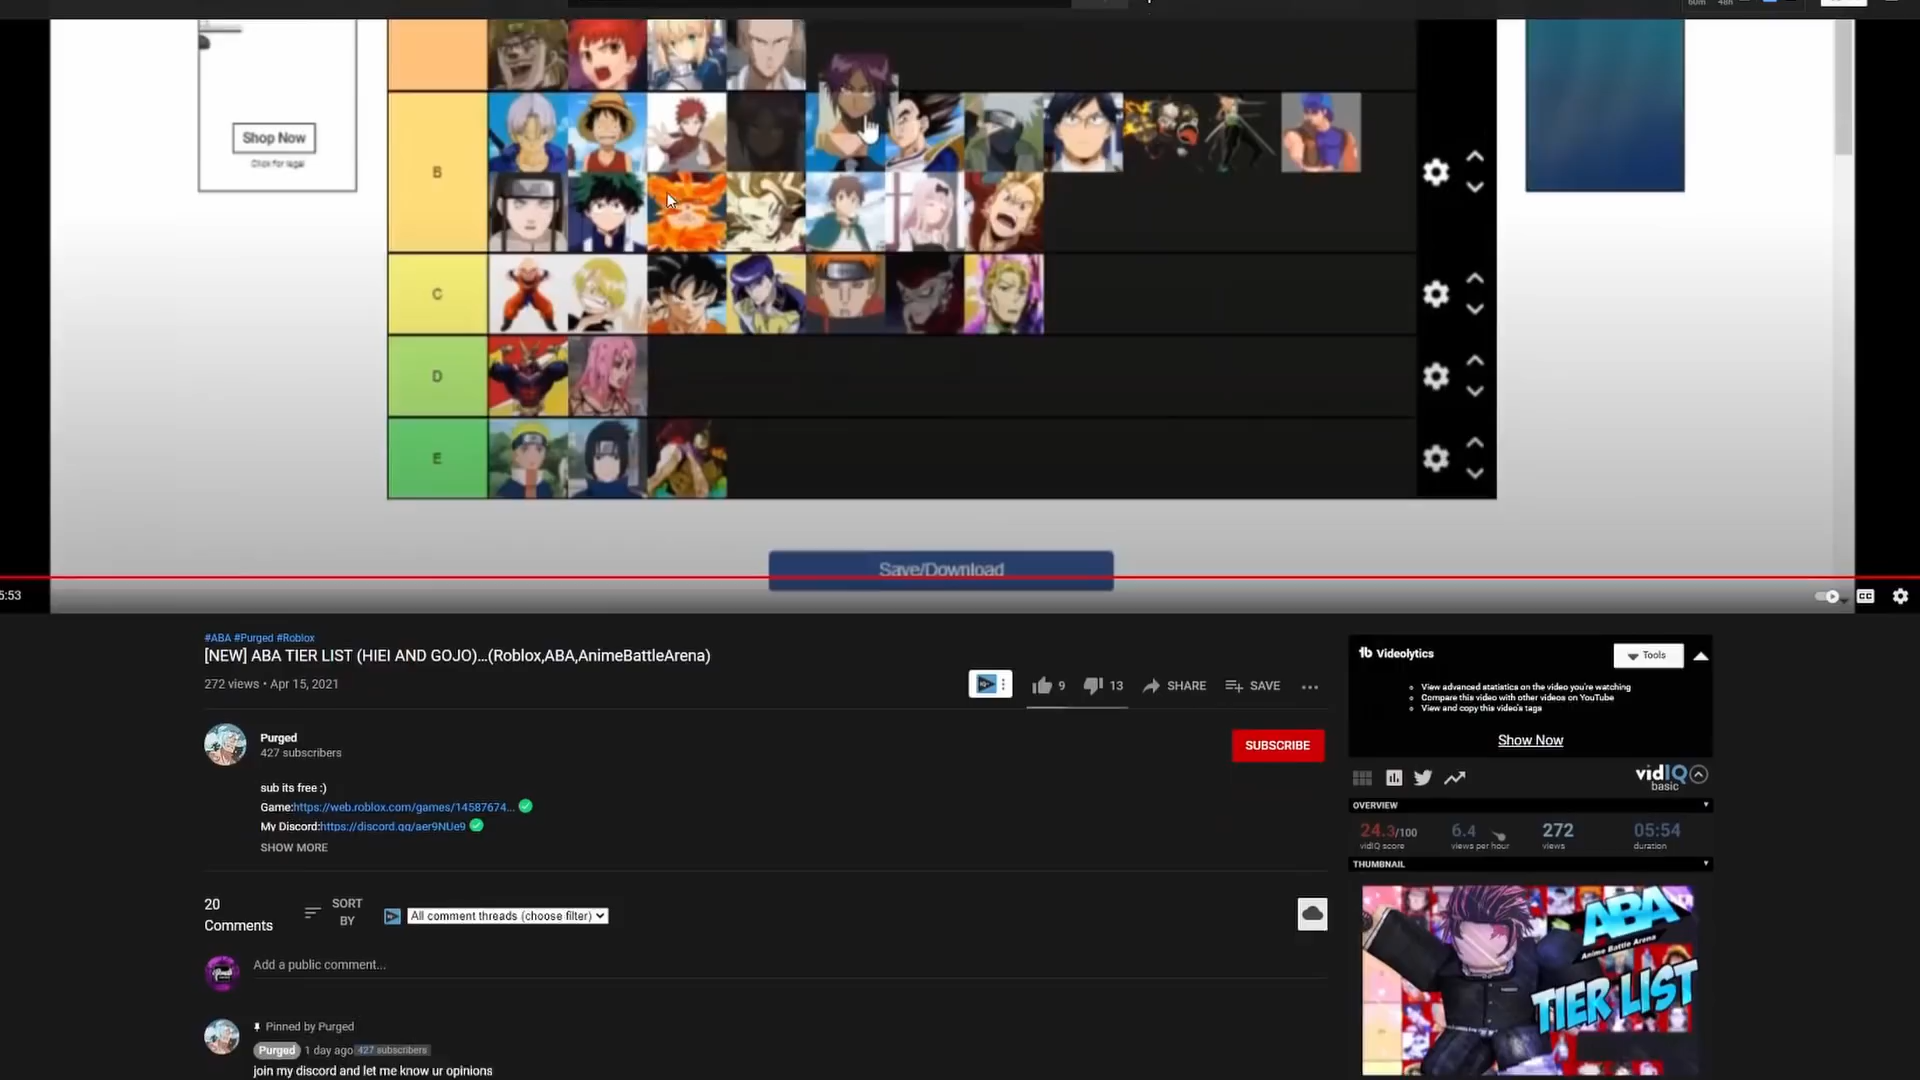 60m 48h
Shop Now
Click for legal
B
C
D
E
Save/Download
5:53
#ABA #Purged #Roblox
[NEW] ABA TIER LIST (HIEI AND GOJO)...(Roblox,ABA,AnimeBattleArena)
272 views • Apr 15, 2021
9
13
SHARE
SAVE
Purged
427 subscribers
SUBSCRIBE
sub its free :)
Game:https://web.roblox.com/games/14587674...
My Discord:https://discord.gg/aer9NUe9
SHOW MORE
20
Comments
SORT
BY
All comment threads (choose filter)
Add a public comment...
Pinned by Purged
Purged 1 day ago 427 subscribers
join my discord and let me know ur opinions
tb Videolytics
Tools
View advanced statistics on the video you're watching
Compare this video with other videos on YouTube
View and copy this video's tags
Show Now
vidIQ
basic
OVERVIEW
24.3/100
vidIQ score
6.4
views per hour
272
views
05:54
duration
THUMBNAIL
ABA
Anime Battle Arena
TIER LIST